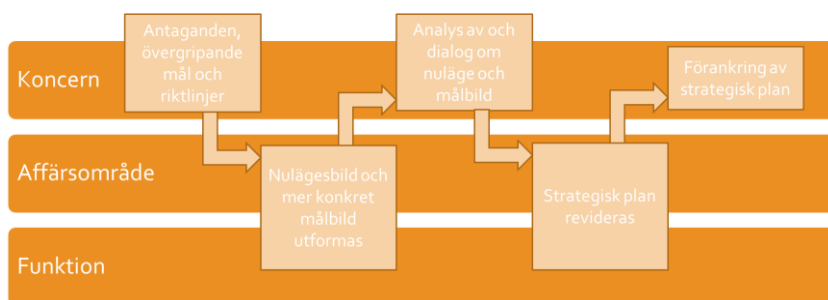 Koncern
Antaganden,
övergripande
mål och
riktlinjer
Analys av och
dialog om
nuläge och
målbild
Förankring av
strategisk plan
Affärsområde
Nulägesbild och
mer konkret
målbild
utformas
Strategisk plan
revideras
Funktion